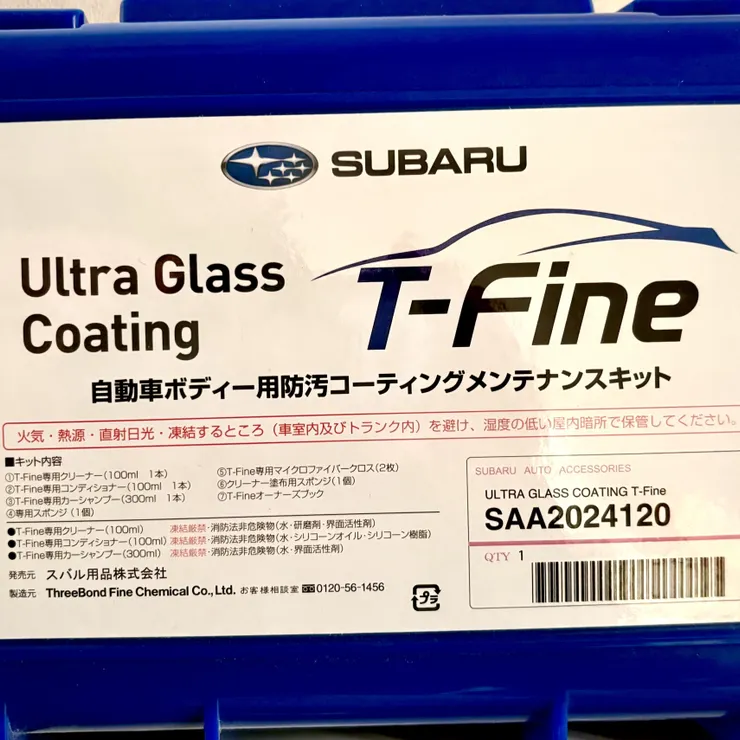 SUBARU
Ultra Glass
Coating
T-Fine
自動車ボディー用防汚コーティングメンテナンスキット
火気・熱源・直射日光・凍結するところ（車室内及びトランク内）を避け、湿度の低い屋内暗所で保管してください。
■キット内容
①T-Fine専用クリーナー（100ml 1本）
②T-Fine専用コンディショナー（100ml 1本）
③T-Fine専用カーシャンプー（300ml 1本）
④専用スポンジ（1個）
⑤T-Fine専用マイクロファイバークロス（2枚）
⑥クリーナー塗布用スポンジ（1個）
⑦T-Fineオーナーズブック
●T-Fine専用クリーナー（100ml） 凍結厳禁・消防法非危険物（水・研磨剤・界面活性剤）
●T-Fine専用コンディショナー（100ml） 凍結厳禁・消防法非危険物（水・シリコーンオイル・シリコーン樹脂）
●T-Fine専用カーシャンプー（300ml） 凍結厳禁・消防法非危険物（水・界面活性剤）
発売元 スバル用品株式会社
製造元 ThreeBond Fine Chemical Co., Ltd. お客様相談室 0120-56-1456
プラ
SUBARU AUTO ACCESSORIES
ULTRA GLASS COATING T-Fine
SAA2024120
QTY 1